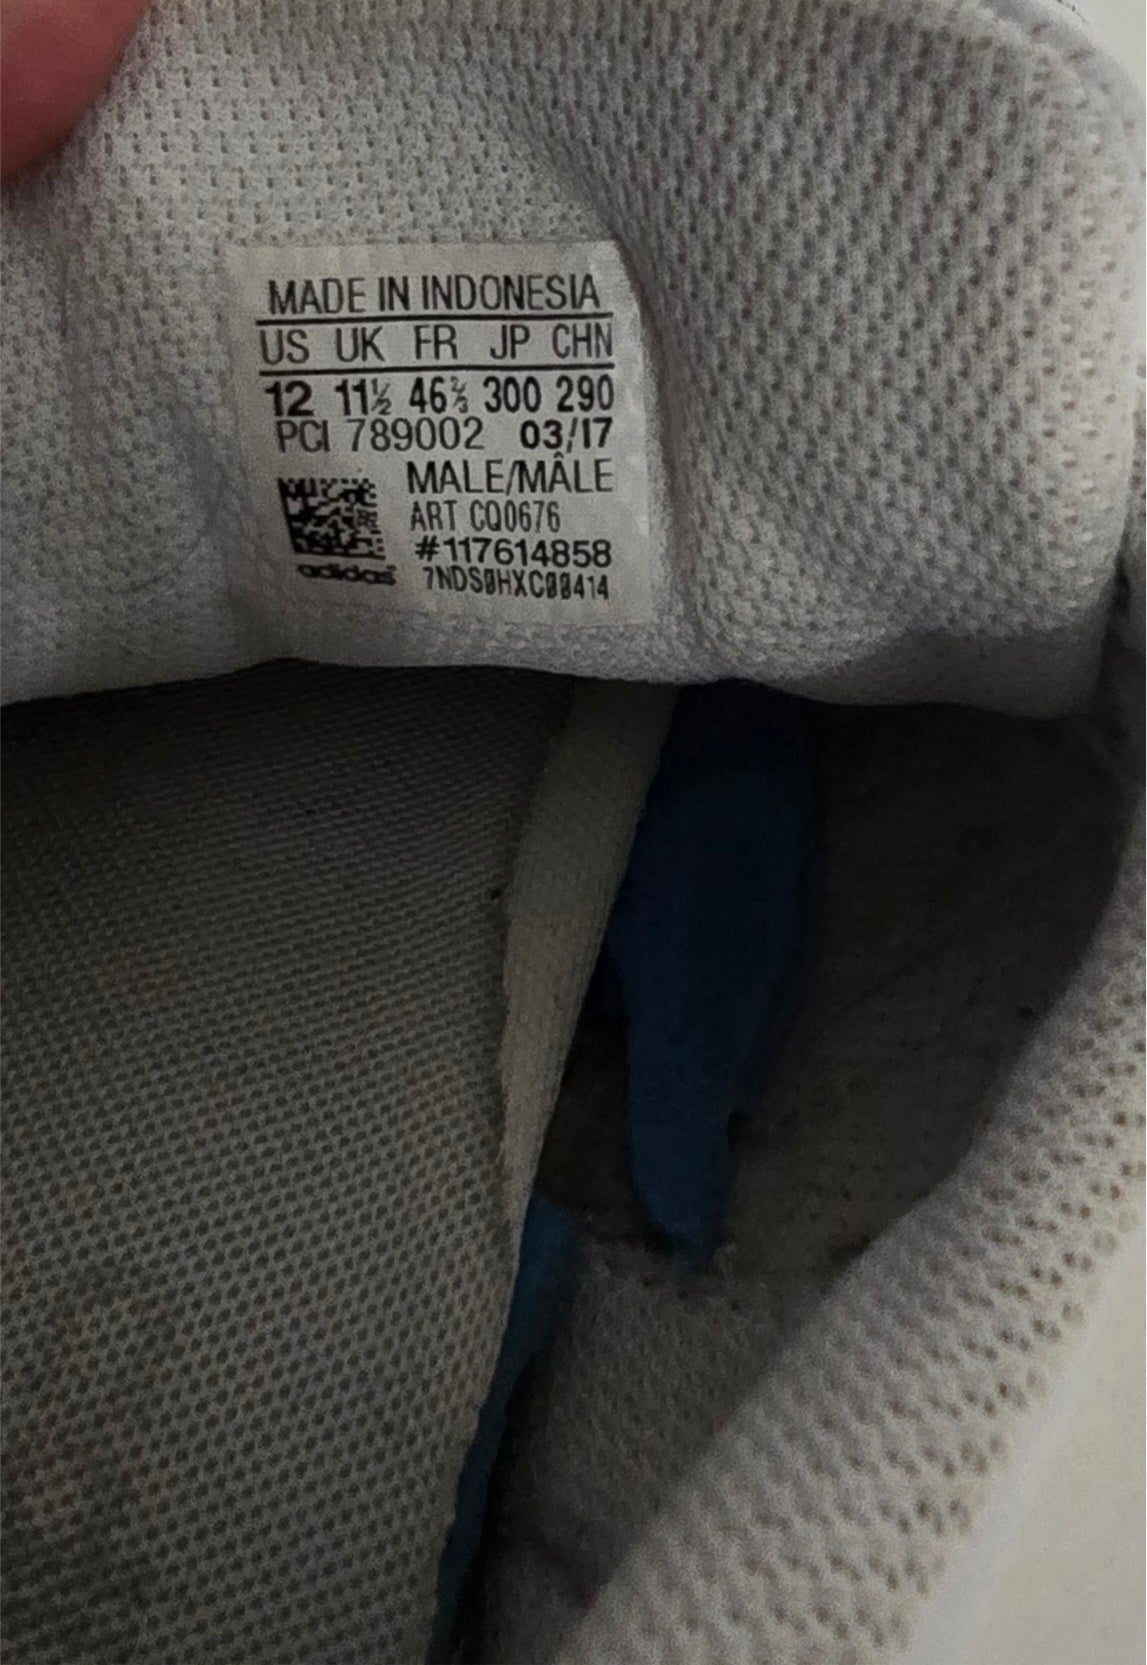 MADE IN INDONESIA
US UK FR JP CHN
12 11½ 46⅔ 300 290
PCI 789002 03/17
MALE/MÂLE
ART CQ0676
#117614858
adidas 7NDS0HXC00414